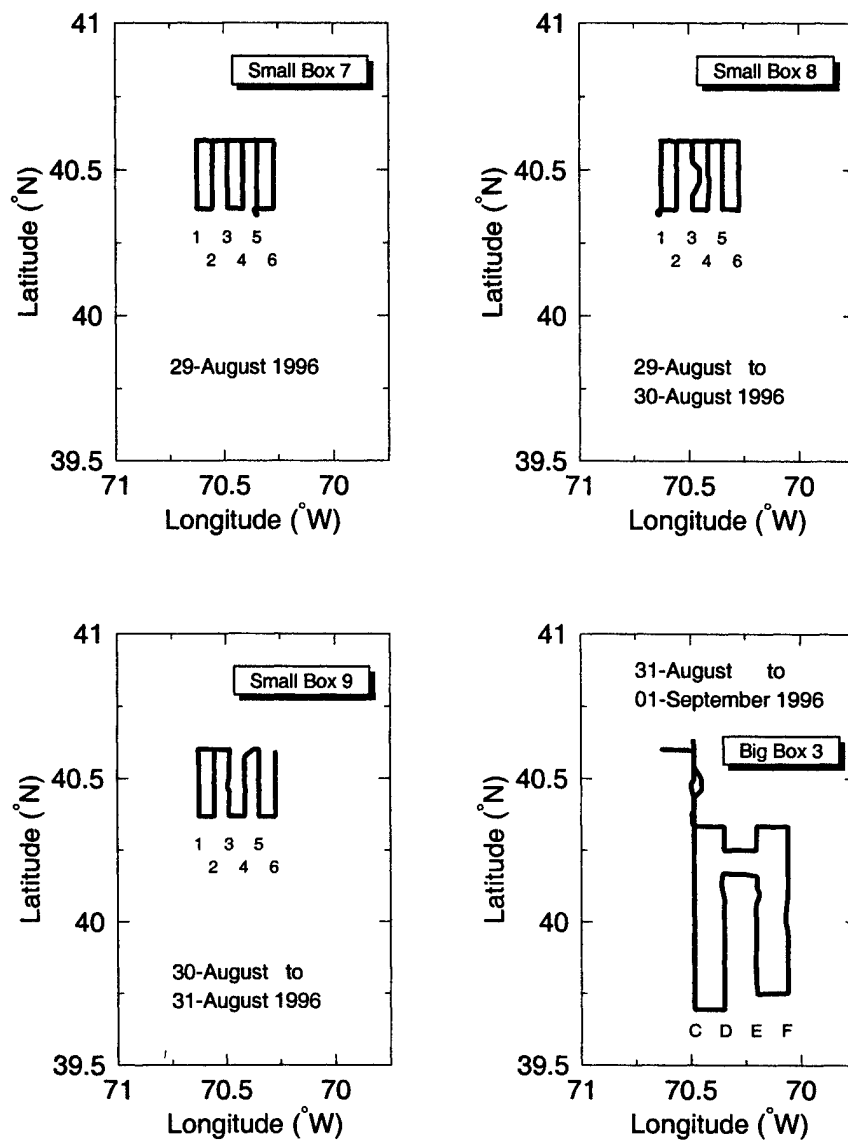 41
Small Box 7
40.5
1 3 5
2 4 6
40
29-August 1996
39.5
71 70.5 70
Latitude (°N)
Longitude (°W)
41
Small Box 8
40.5
1 3 5
2 4 6
40
29-August to
30-August 1996
39.5
71 70.5 70
Latitude (°N)
Longitude (°W)
41
Small Box 9
40.5
1 3 5
2 4 6
40
30-August to
31-August 1996
39.5
71 70.5 70
Latitude (°N)
Longitude (°W)
41
31-August to
01-September 1996
Big Box 3
40.5
40
C D E F
39.5
71 70.5 70
Latitude (°N)
Longitude (°W)